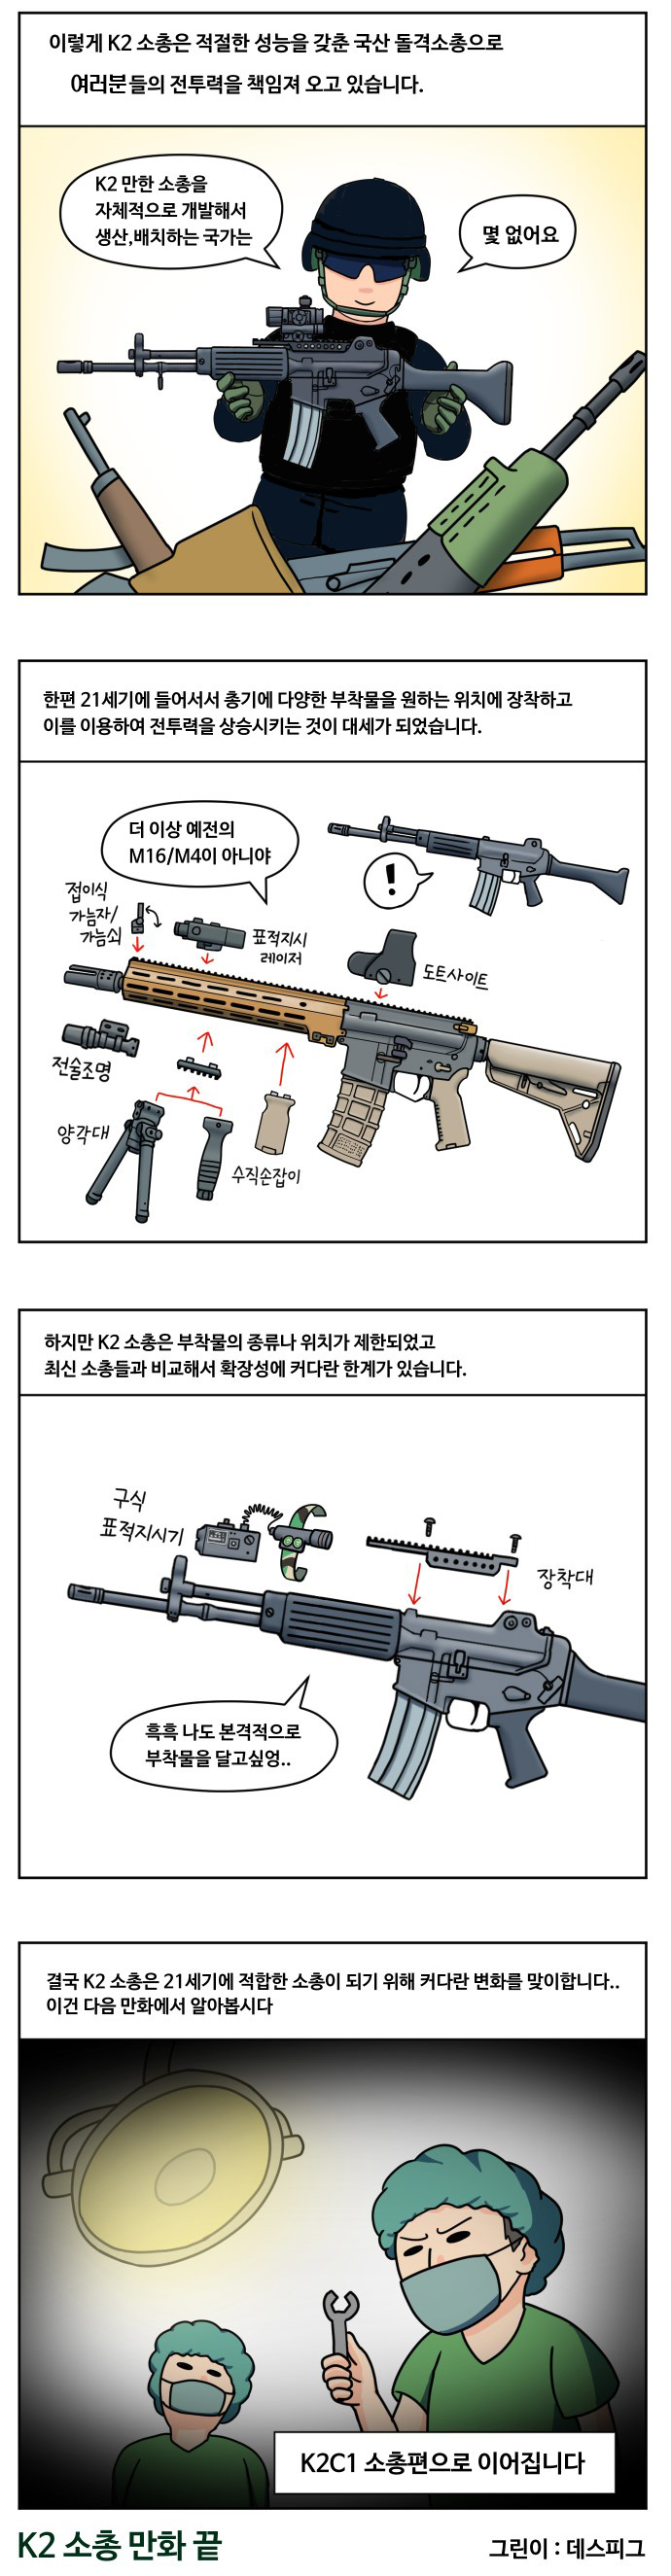 이렇게 K2 소총은 적절한 성능을 갖춘 국산 돌격소총으로
여러분들의 전투력을 책임져 오고 있습니다.
K2 만한 소총을
자체적으로 개발해서
생산,배치하는 국가는
몇 없어요
한편 21세기에 들어서서 총기에 다양한 부착물을 원하는 위치에 장착하고
이를 이용하여 전투력을 상승시키는 것이 대세가 되었습니다.
더 이상 예전의
M16/M4이 아니야
!
접이식
가늠자/
가늠쇠
표적지시
레이저
도트사이트
전술조명
양각대
수직손잡이
하지만 K2 소총은 부착물의 종류나 위치가 제한되었고
최신 소총들과 비교해서 확장성에 커다란 한계가 있습니다.
구식
표적지시기
장착대
흑흑 나도 본격적으로
부착물을 달고싶엉..
결국 K2 소총은 21세기에 적합한 소총이 되기 위해 커다란 변화를 맞이합니다..
이건 다음 만화에서 알아봅시다
K2C1 소총편으로 이어집니다
K2 소총 만화 끝
그린이 : 데스피그